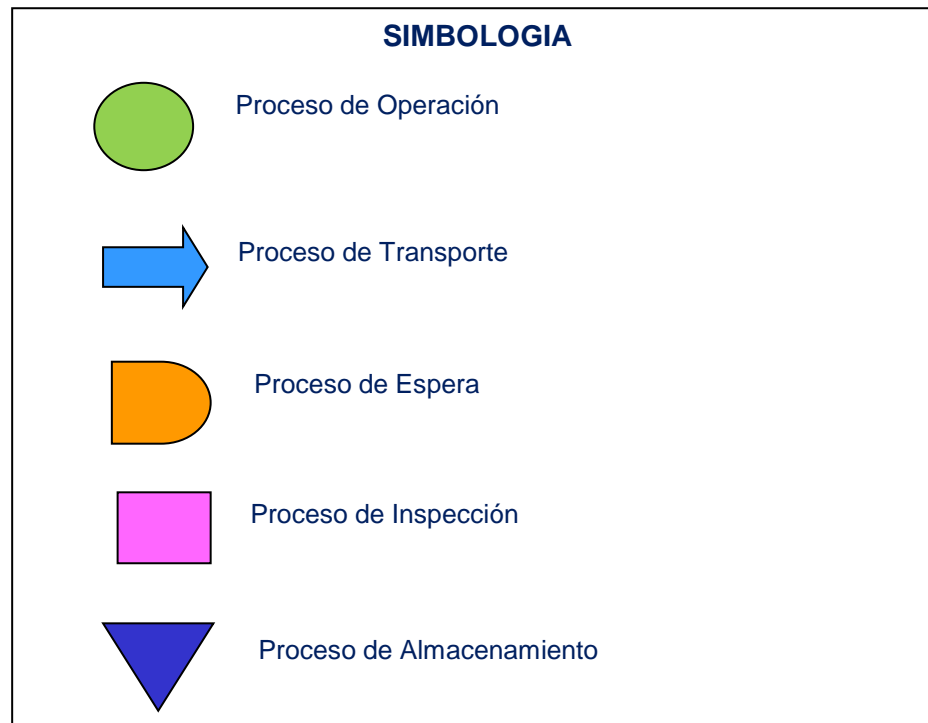 SIMBOLOGIA
Proceso de Operación
Proceso de Transporte
Proceso de Espera
Proceso de Inspección
Proceso de Almacenamiento